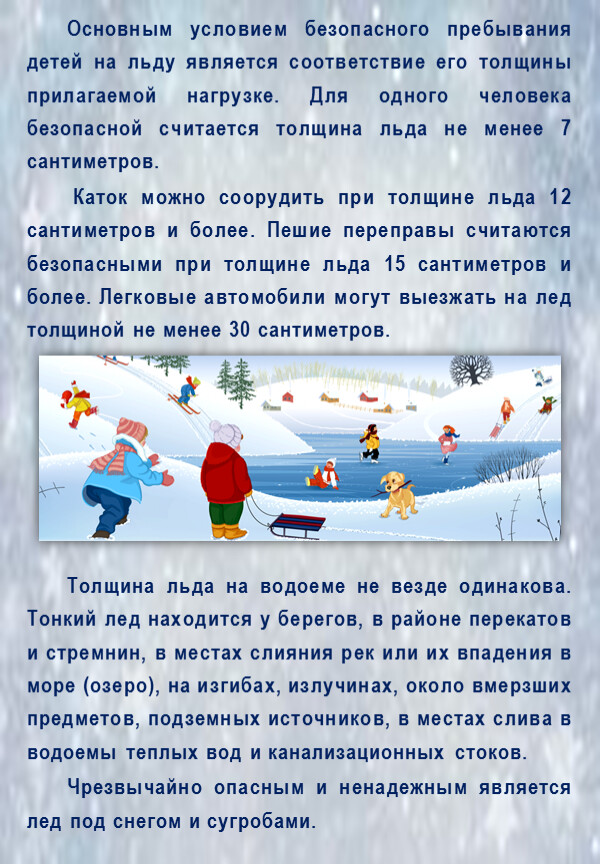 Основным условием безопасного пребывания
детей на льду является соответствие его толщины
прилагаемой нагрузке. Для одного человека
безопасной считается толщина льда не менее 7
сантиметров.
Каток можно соорудить при толщине льда 12
сантиметров и более. Пешие переправы считаются
безопасными при толщине льда 15 сантиметров и
более. Легковые автомобили могут выезжать на лед
толщиной не менее 30 сантиметров.
Толщина льда на водоеме не везде одинакова.
Тонкий лед находится у берегов, в районе перекатов
и стремнин, в местах слияния рек или их впадения в
море (озеро), на изгибах, излучинах, около вмерзших
предметов, подземных источников, в местах слива в
водоемы теплых вод и канализационных стоков.
Чрезвычайно опасным и ненадежным является
лед под снегом и сугробами.